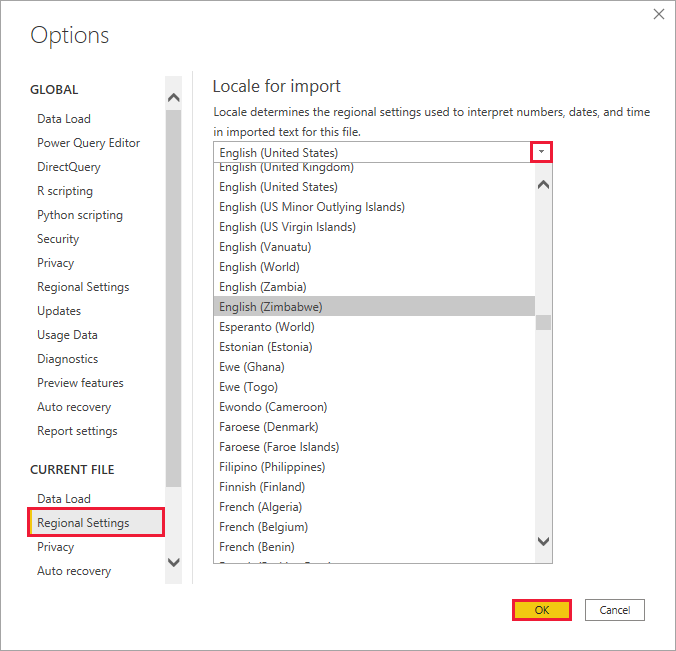 Options
GLOBAL
Data Load
Power Query Editor
DirectQuery
R scripting
Python scripting
Security
Privacy
Regional Settings
Updates
Usage Data
Diagnostics
Preview features
Auto recovery
Report settings
CURRENT FILE
Data Load
Regional Settings
Privacy
Auto recovery
Locale for import
Locale determines the regional settings used to interpret numbers, dates, and time
in imported text for this file.
English (United States)
English (United Kingdom)
English (United States)
English (US Minor Outlying Islands)
English (US Virgin Islands)
English (Vanuatu)
English (World)
English (Zambia)
English (Zimbabwe)
Esperanto (World)
Estonian (Estonia)
Ewe (Ghana)
Ewe (Togo)
Ewondo (Cameroon)
Faroese (Denmark)
Faroese (Faroe Islands)
Filipino (Philippines)
Finnish (Finland)
French (Algeria)
French (Belgium)
French (Benin)
OK
Cancel